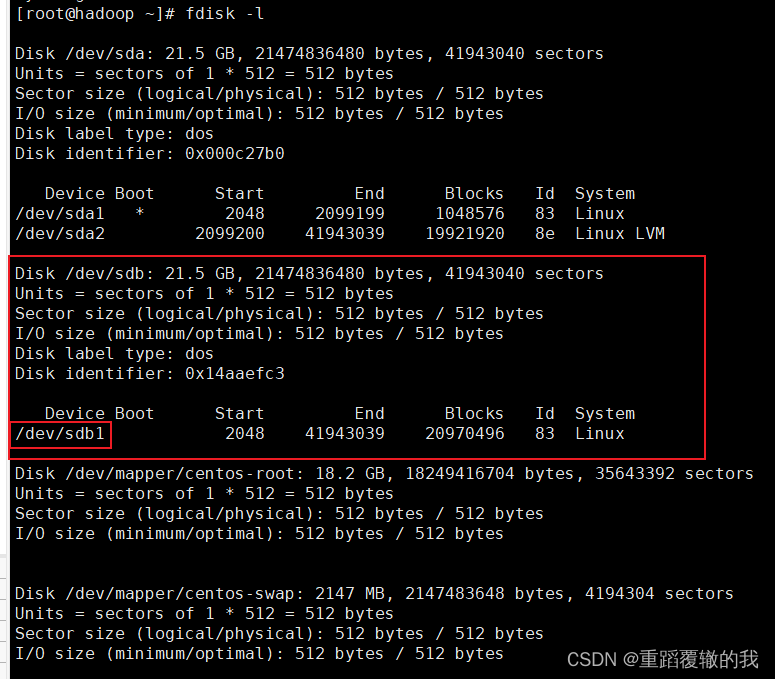 [root@hadoop ~]# fdisk -l
Disk /dev/sda: 21.5 GB, 21474836480 bytes, 41943040 sectors
Units = sectors of 1 * 512 = 512 bytes
Sector size (logical/physical): 512 bytes / 512 bytes
I/O size (minimum/optimal): 512 bytes / 512 bytes
Disk label type: dos
Disk identifier: 0x000c27b0
   Device Boot      Start         End      Blocks   Id  System
/dev/sda1   *        2048     2099199     1048576   83  Linux
/dev/sda2         2099200    41943039    19921920   8e  Linux LVM
Disk /dev/sdb: 21.5 GB, 21474836480 bytes, 41943040 sectors
Units = sectors of 1 * 512 = 512 bytes
Sector size (logical/physical): 512 bytes / 512 bytes
I/O size (minimum/optimal): 512 bytes / 512 bytes
Disk label type: dos
Disk identifier: 0x14aaefc3
   Device Boot      Start         End      Blocks   Id  System
/dev/sdb1            2048    41943039    20970496   83  Linux
Disk /dev/mapper/centos-root: 18.2 GB, 18249416704 bytes, 35643392 sectors
Units = sectors of 1 * 512 = 512 bytes
Sector size (logical/physical): 512 bytes / 512 bytes
I/O size (minimum/optimal): 512 bytes / 512 bytes
Disk /dev/mapper/centos-swap: 2147 MB, 2147483648 bytes, 4194304 sectors
Units = sectors of 1 * 512 = 512 bytes
Sector size (logical/physical): 512 bytes / 512 bytes
I/O size (minimum/optimal): 512 bytes / 512 bytes
CSDN @重蹈覆辙的我